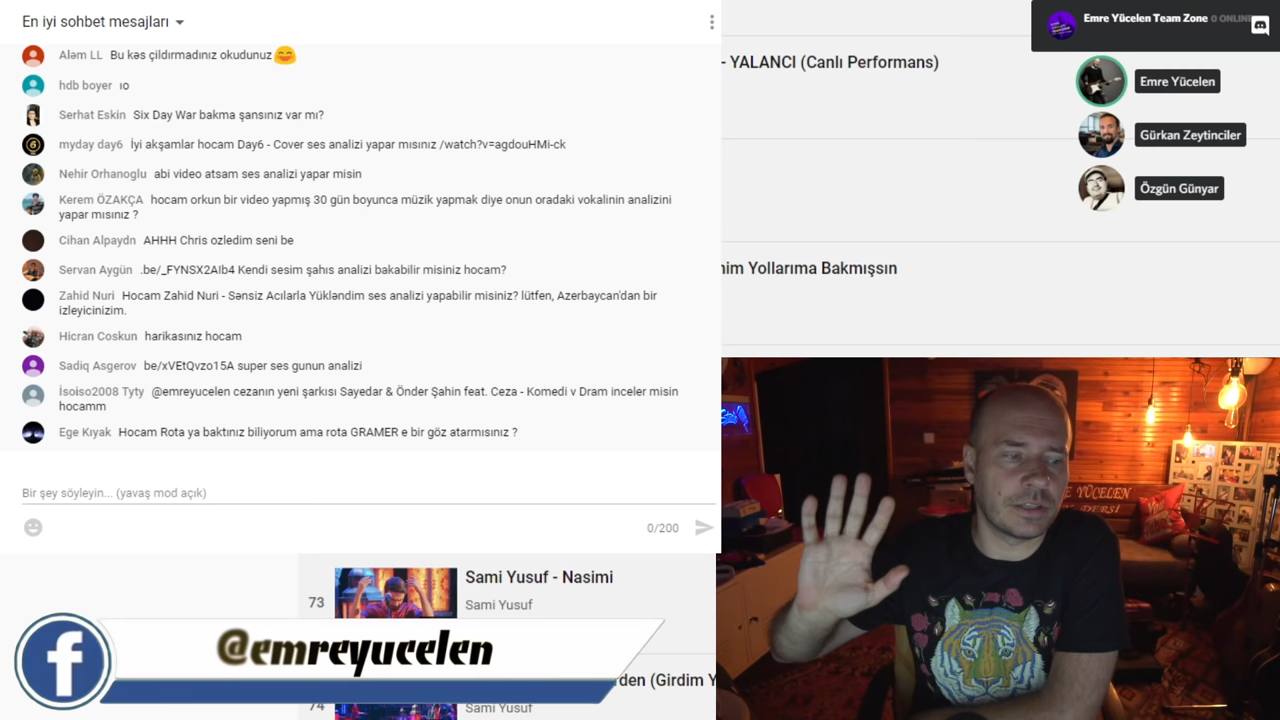 En iyi sohbet mesajları
Aləm LL Bu kəs çildırmadınız okudunuz
hdb boyer ıo
Serhat Eskin Six Day War bakma şansınız var mı?
myday day6 İyi akşamlar hocam Day6 - Cover ses analizi yapar mısınız /watch?v=agdouHMi-ck
Nehir Orhanoglu abi video atsam ses analizi yapar misin
Kerem ÖZAKÇA hocam orkun bir video yapmış 30 gün boyunca müzik yapmak diye onun oradaki vokalinin analizini
yapar mısınız ?
Cihan Alpaydn AHHH Chris ozledim seni be
Servan Aygün .be/_FYNSX2AIb4 Kendi sesim şahıs analizi bakabilir misiniz hocam?
Zahid Nuri Hocam Zahid Nuri - Sənsiz Acılarla Yükləndim ses analizi yapabilir misiniz? lütfen, Azerbaycan'dan bir
izleyicinizim.
Hicran Coskun harikasınız hocam
Sadiq Asgerov be/xVEtQvzo15A super ses gunun analizi
İsoiso2008 Tyty @emreyucelen cezanın yeni şarkısı Sayedar & Önder Şahin feat. Ceza - Komedi v Dram inceler misin
hocamm
Ege Kıyak Hocam Rota ya baktınız biliyorum ama rota GRAMER e bir göz atarmısınız ?
Bir şey söyleyin... (yavaş mod açık)
0/200
Emre Yücelen Team Zone 0 ONLINE
- YALANCI (Canlı Performans)
Emre Yücelen
Gürkan Zeytinciler
Özgün Günyar
nim Yollarıma Bakmışsın
E YÜCELEN
DERSİ
73
Sami Yusuf - Nasimi
Sami Yusuf
@emreyucelen
rden (Girdim Y
74
Sami Yusuf